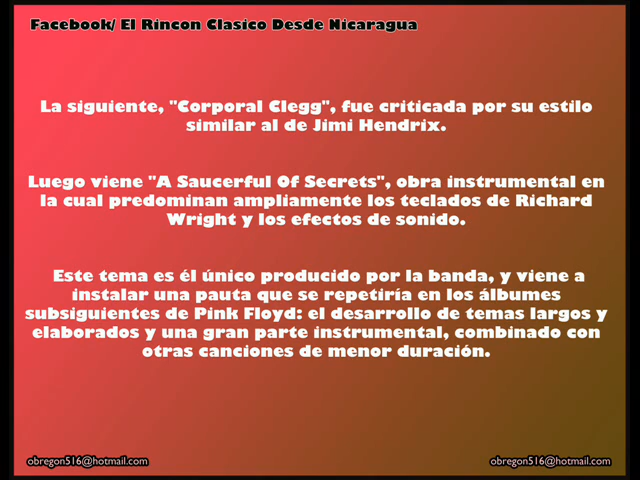 Facebook/ El Rincon Clasico Desde Nicaragua
La siguiente, "Corporal Clegg", fue criticada por su estilo
similar al de Jimi Hendrix.
Luego viene "A Saucerful Of Secrets", obra instrumental en
la cual predominan ampliamente los teclados de Richard
Wright y los efectos de sonido.
Este tema es él único producido por la banda, y viene a
instalar una pauta que se repetiría en los álbumes
subsiguientes de Pink Floyd: el desarrollo de temas largos y
elaborados y una gran parte instrumental, combinado con
otras canciones de menor duración.
obregon516@hotmail.com
obregon516@hotmail.com